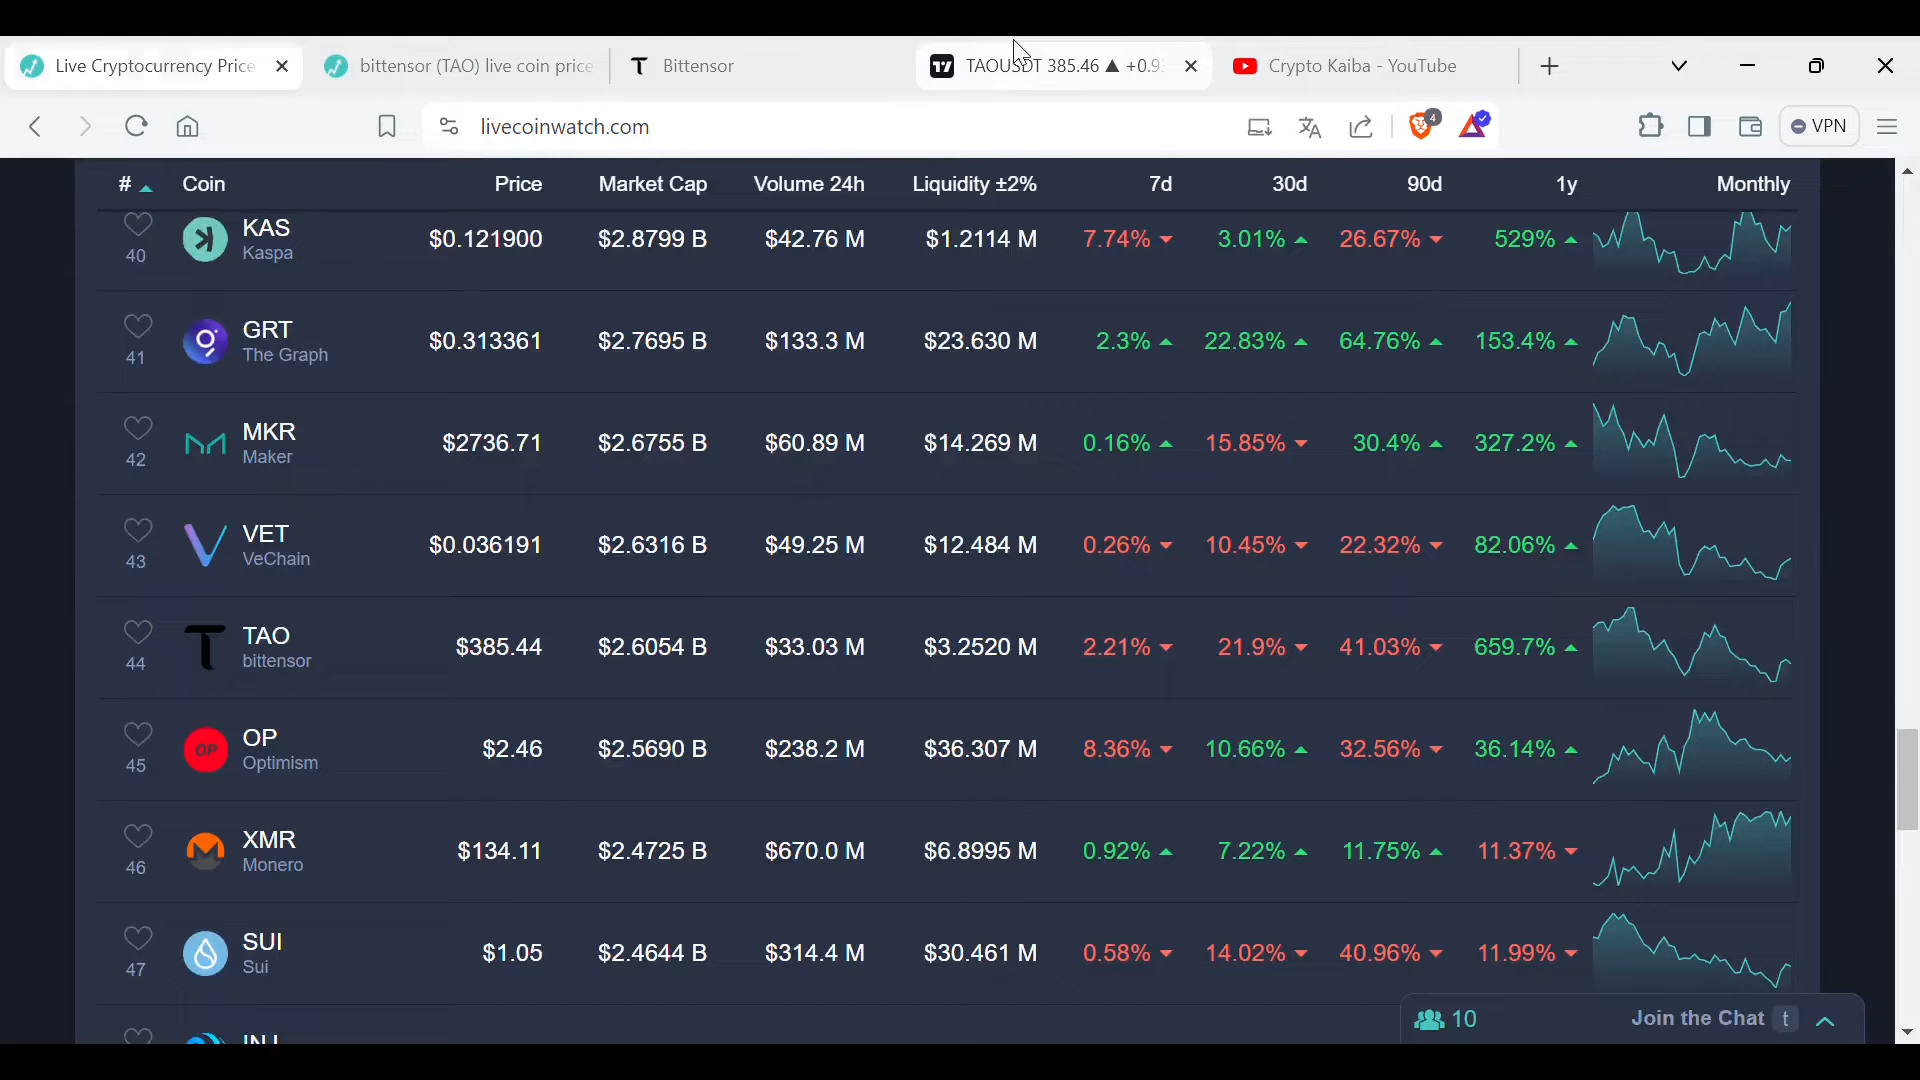 Live Cryptocurrency Price
bittensor (TAO) live coin price
Bittensor
TAOUSDT 385.46 ▲ +0.9
Crypto Kaiba - YouTube
livecoinwatch.com
4
VPN
# Coin Price Market Cap Volume 24h Liquidity ±2% 7d 30d 90d 1y Monthly
40 KAS Kaspa $0.121900 $2.8799 B $42.76 M $1.2114 M 7.74% 3.01% 26.67% 529%
41 GRT The Graph $0.313361 $2.7695 B $133.3 M $23.630 M 2.3% 22.83% 64.76% 153.4%
42 MKR Maker $2736.71 $2.6755 B $60.89 M $14.269 M 0.16% 15.85% 30.4% 327.2%
43 VET VeChain $0.036191 $2.6316 B $49.25 M $12.484 M 0.26% 10.45% 22.32% 82.06%
44 TAO bittensor $385.44 $2.6054 B $33.03 M $3.2520 M 2.21% 21.9% 41.03% 659.7%
45 OP OP Optimism $2.46 $2.5690 B $238.2 M $36.307 M 8.36% 10.66% 32.56% 36.14%
46 XMR Monero $134.11 $2.4725 B $670.0 M $6.8995 M 0.92% 7.22% 11.75% 11.37%
47 SUI Sui $1.05 $2.4644 B $314.4 M $30.461 M 0.58% 14.02% 40.96% 11.99%
10 Join the Chat t